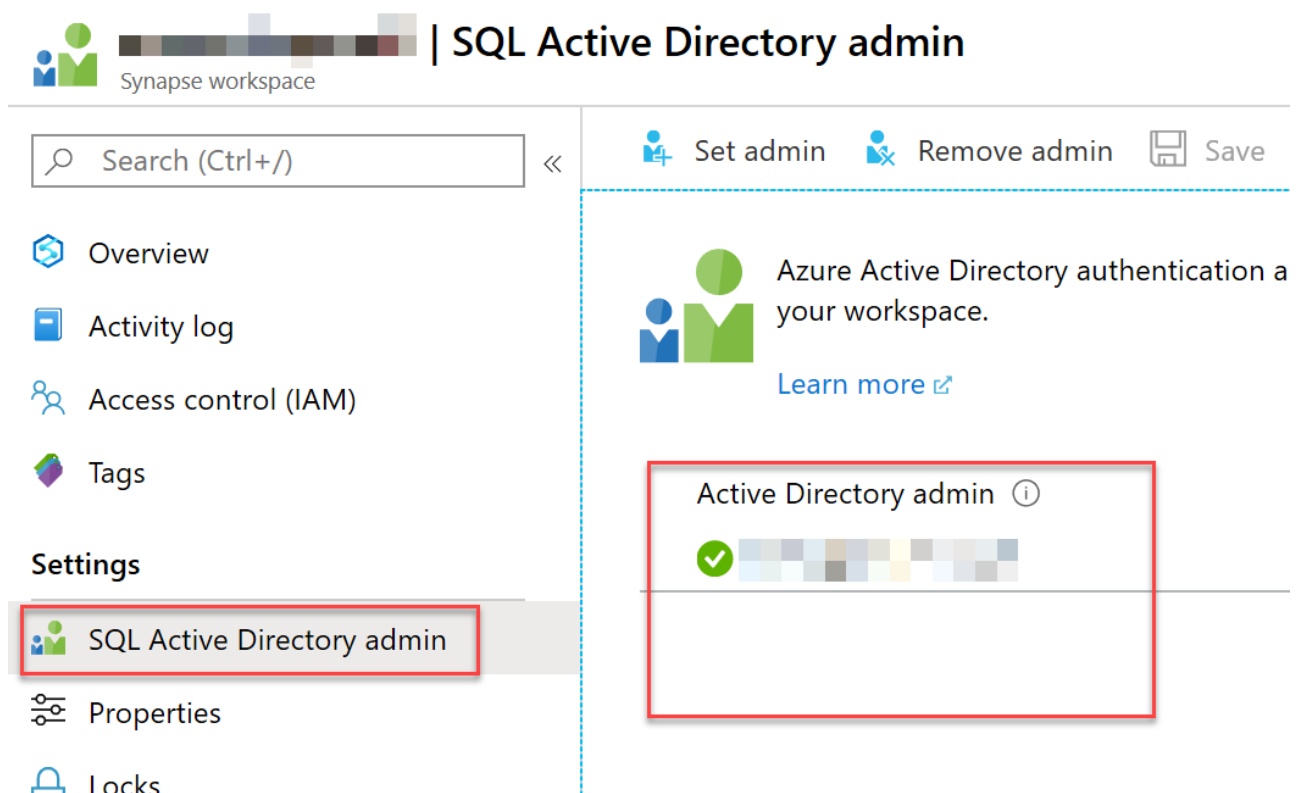 | SQL Active Directory admin
Synapse workspace
Search (Ctrl+/)
«
Set admin
Remove admin
Save
Overview
Activity log
Access control (IAM)
Tags
Settings
SQL Active Directory admin
Properties
Locks
Azure Active Directory authentication a
your workspace.
Learn more
Active Directory admin